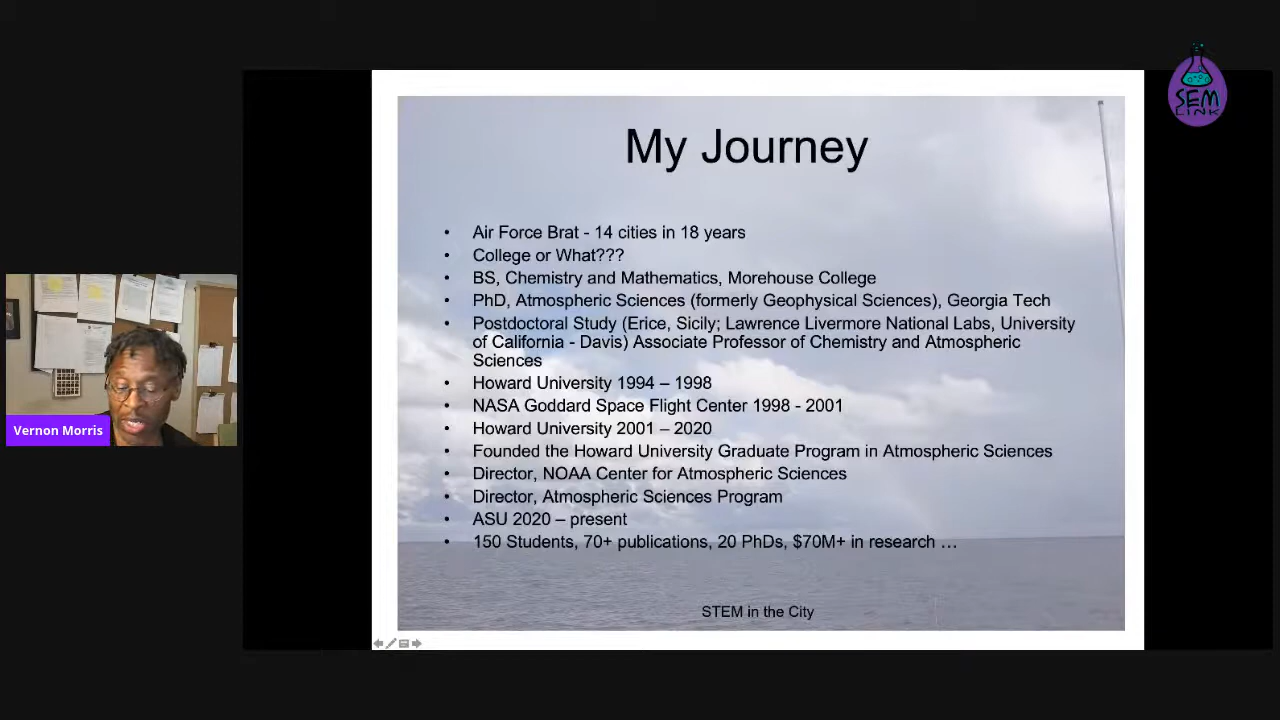 SEM
LINK
My Journey
• Air Force Brat - 14 cities in 18 years
• College or What???
• BS, Chemistry and Mathematics, Morehouse College
• PhD, Atmospheric Sciences (formerly Geophysical Sciences), Georgia Tech
• Postdoctoral Study (Erice, Sicily; Lawrence Livermore National Labs, University
of California - Davis) Associate Professor of Chemistry and Atmospheric
Sciences
• Howard University 1994 – 1998
• NASA Goddard Space Flight Center 1998 - 2001
• Howard University 2001 – 2020
• Founded the Howard University Graduate Program in Atmospheric Sciences
• Director, NOAA Center for Atmospheric Sciences
• Director, Atmospheric Sciences Program
• ASU 2020 – present
• 150 Students, 70+ publications, 20 PhDs, $70M+ in research …
STEM in the City
Vernon Morris